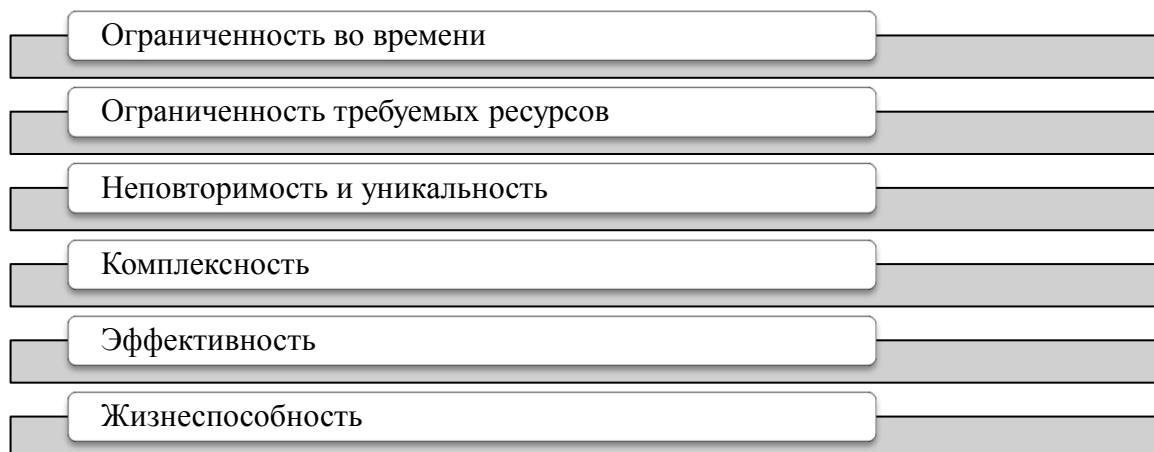 Ограниченность во времени
Ограниченность требуемых ресурсов
Неповторимость и уникальность
Комплексность
Эффективность
Жизнеспособность